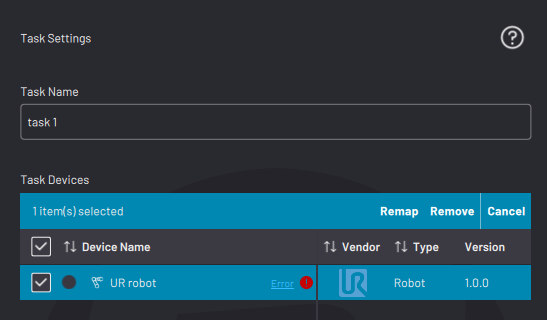 Task Settings
?
Task Name
task 1
Task Devices
1 item(s) selected Remap Remove Cancel
Device Name Vendor Type Version
UR robot Error ! UR Robot 1.0.0